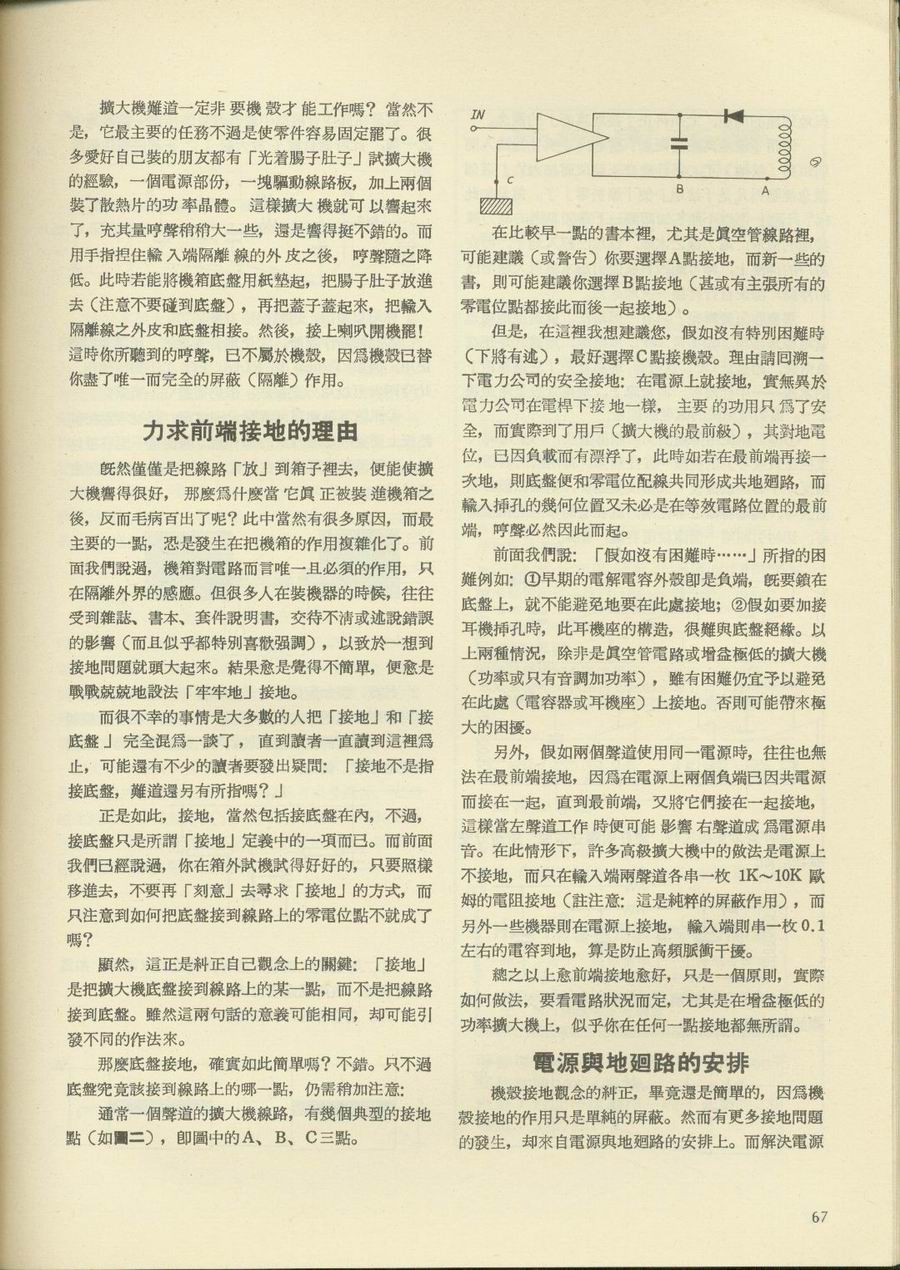 擴大機難道一定非要機殼才能工作嗎？當然不
是，它最主要的任務不過是使零件容易固定罷了。很
多愛好自己裝的朋友都有「光着腸子肚子」試擴大機
的經驗，一個電源部份，一塊驅動線路板，加上兩個
裝了散熱片的功率晶體。這樣擴大機就可以響起來
了，充其量哼聲稍稍大一些，還是響得挺不錯的。而
用手指捏住輸入端隔離線的外皮之後，哼聲隨之降
低。此時若能將機箱底盤用紙墊起，把腸子肚子放進
去（注意不要碰到底盤），再把蓋子蓋起來，把輸入
隔離線之外皮和底盤相接。然後，接上喇叭開機罷！
這時你所聽到的哼聲，已不屬於機殼，因爲機殼已替
你盡了唯一而完全的屏蔽（隔離）作用。
力求前端接地的理由
旣然僅僅是把線路「放」到箱子裡去，便能使擴
大機響得很好，那麽爲什麽當它眞正被裝進機箱之
後，反而毛病百出了呢？此中當然有很多原因，而最
主要的一點，恐是發生在把機箱的作用複雜化了。前
面我們說過，機箱對電路而言唯一且必須的作用，只
在隔離外界的感應。但很多人在裝機器的時候，往往
受到雜誌、書本、套件說明書，交待不淸或述說錯誤
的影響（而且似乎都特別喜歡强調），以致於一想到
接地問題就頭大起來。結果愈是覺得不簡單，便愈是
戰戰兢兢地設法「牢牢地」接地。
而很不幸的事情是大多數的人把「接地」和「接
底盤」完全混爲一談了，直到讀者一直讀到這裡爲
止，可能還有不少的讀者要發出疑問：「接地不是指
接底盤，難道還另有所指嗎？」
正是如此，接地，當然包括接底盤在內，不過，
接底盤只是所謂「接地」定義中的一項而已。而前面
我們已經說過，你在箱外試機試得好好的，只要照樣
移進去，不要再「刻意」去尋求「接地」的方式，而
只注意到如何把底盤接到線路上的零電位點不就成了
嗎？
顯然，這正是糾正自己觀念上的關鍵：「接地」
是把擴大機底盤接到線路上的某一點，而不是把線路
接到底盤。雖然這兩句話的意義可能相同，却可能引
發不同的作法來。
那麽底盤接地，確實如此簡單嗎？不錯。只不過
底盤究竟該接到線路上的哪一點，仍需稍加注意：
通常一個聲道的擴大機線路，有幾個典型的接地
點（如圖二），卽圖中的A、B、C三點。
IN
C
B
A
在比較早一點的書本裡，尤其是眞空管線路裡，
可能建議（或警告）你要選擇A點接地，而新一些的
書，則可能建議你選擇B點接地（甚或有主張所有的
零電位點都接此而後一起接地）。
但是，在這裡我想建議您，假如沒有特別困難時
（下將有述），最好選擇C點接機殼。理由請回溯一
下電力公司的安全接地：在電源上就接地，實無異於
電力公司在電桿下接地一樣，主要的功用只爲了安
全，而實際到了用戶（擴大機的最前級），其對地電
位，已因負載而有漂浮了，此時如若在最前端再接一
次地，則底盤便和零電位配線共同形成共地廻路，而
輸入揷孔的幾何位置又未必是在等效電路位置的最前
端，哼聲必然因此而起。
前面我們說：「假如沒有困難時……」所指的困
難例如：①早期的電解電容外殼卽是負端，旣要鎖在
底盤上，就不能避免地要在此處接地；②假如要加接
耳機揷孔時，此耳機座的構造，很難與底盤絕緣。以
上兩種情況，除非是眞空管電路或增益極低的擴大機
（功率或只有音調加功率），雖有困難仍宜予以避免
在此處（電容器或耳機座）上接地。否則可能帶來極
大的困擾。
另外，假如兩個聲道使用同一電源時，往往也無
法在最前端接地，因爲在電源上兩個負端已因共電源
而接在一起，直到最前端，又將它們接在一起接地，
這樣當左聲道工作時便可能影響右聲道成爲電源串
音。在此情形下，許多高級擴大機中的做法是電源上
不接地，而只在輸入端兩聲道各串一枚 1K～10K 歐
姆的電阻接地（註注意：這是純粹的屏蔽作用），而
另外一些機器則在電源上接地，輸入端則串一枚0.1
左右的電容到地，算是防止高頻脈衝干擾。
總之以上愈前端接地愈好，只是一個原則，實際
如何做法，要看電路狀況而定，尤其是在增益極低的
功率擴大機上，似乎你在任何一點接地都無所謂。
電源與地廻路的安排
機殼接地觀念的糾正，畢竟還是簡單的，因爲機
殼接地的作用只是單純的屏蔽。然而有更多接地問題
的發生，却來自電源與地廻路的安排上。而解決電源
67